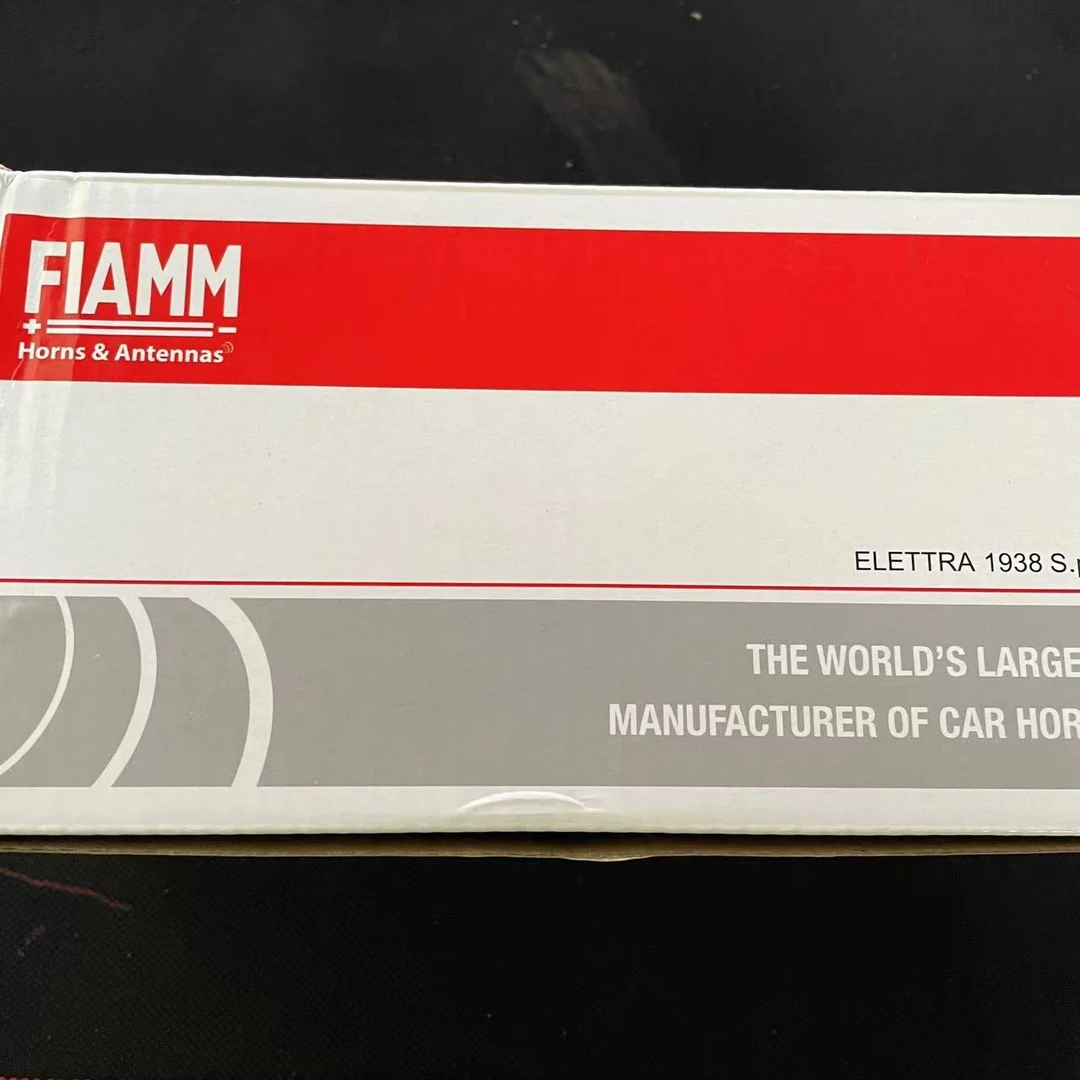 FIAMM
Horns & Antennas
ELETTRA 1938 S.
THE WORLD'S LARGE
MANUFACTURER OF CAR HOR